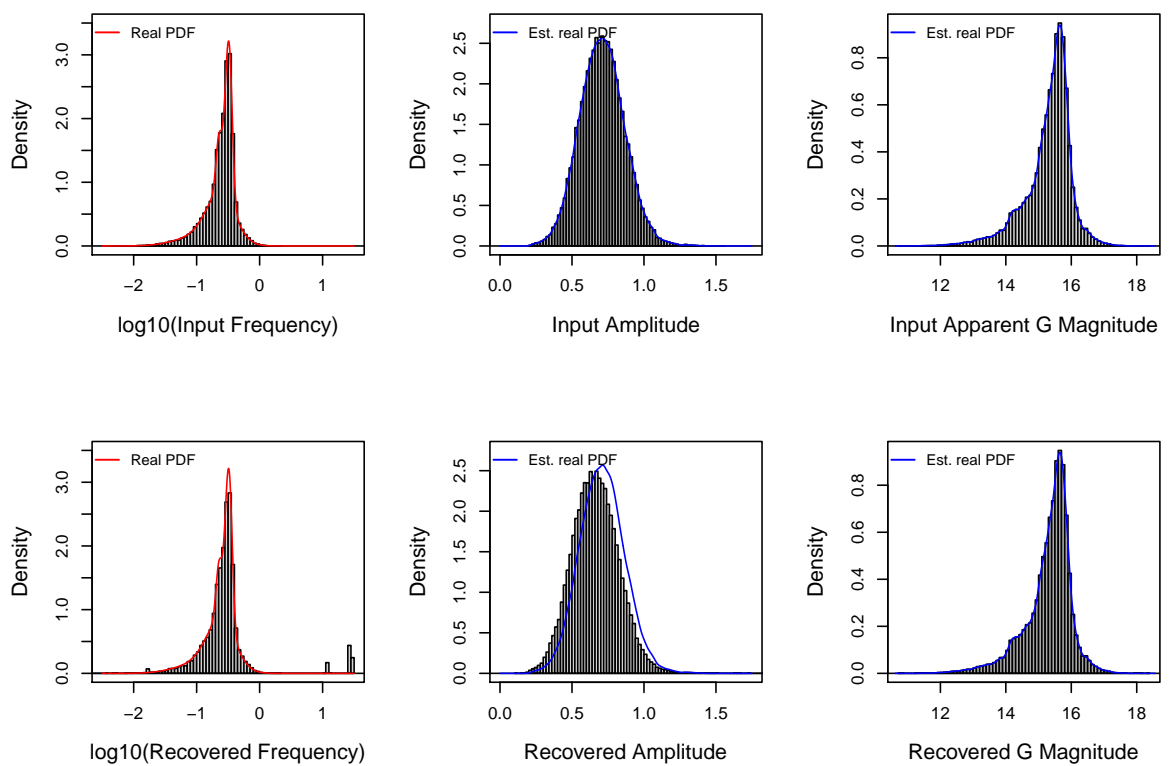 Real PDF
Density
0.0 1.0 2.0 3.0
−2 −1 0 1
log10(Input Frequency)
Est. real PDF
Density
0.0 0.5 1.0 1.5 2.0 2.5
0.0 0.5 1.0 1.5
Input Amplitude
Est. real PDF
Density
0.0 0.2 0.4 0.6 0.8
12 14 16 18
Input Apparent G Magnitude
Real PDF
Density
0.0 1.0 2.0 3.0
−2 −1 0 1
log10(Recovered Frequency)
Est. real PDF
Density
0.0 0.5 1.0 1.5 2.0 2.5
0.0 0.5 1.0 1.5
Recovered Amplitude
Est. real PDF
Density
0.0 0.2 0.4 0.6 0.8
12 14 16 18
Recovered G Magnitude